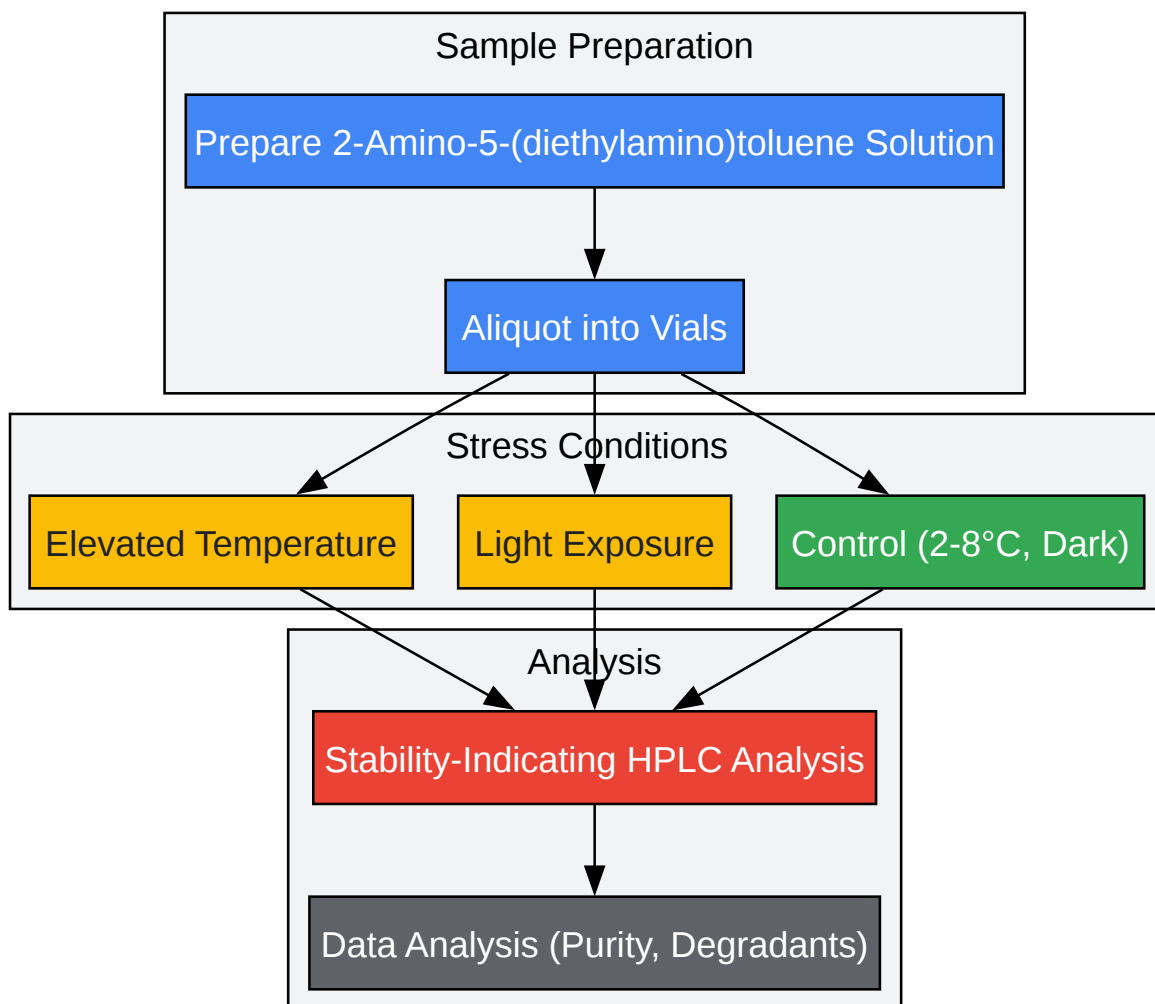 Sample Preparation
Prepare 2-Amino-5-(diethylamino)toluene Solution
Aliquot into Vials
Stress Conditions
Elevated Temperature
Light Exposure
Control (2-8°C, Dark)
Analysis
Stability-Indicating HPLC Analysis
Data Analysis (Purity, Degradants)